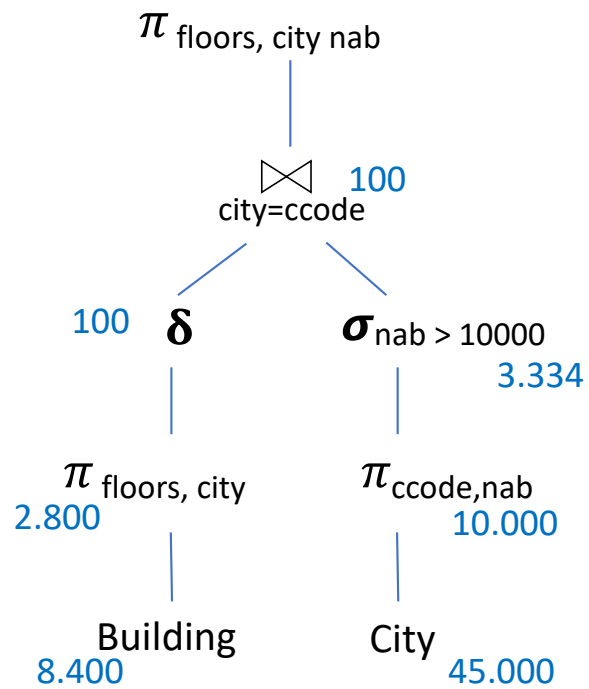 π floors, city nab
⋈ 100
city=ccode
100 δ σ nab > 10000
3.334
π floors, city π ccode,nab
2.800 10.000
Building City
8.400 45.000